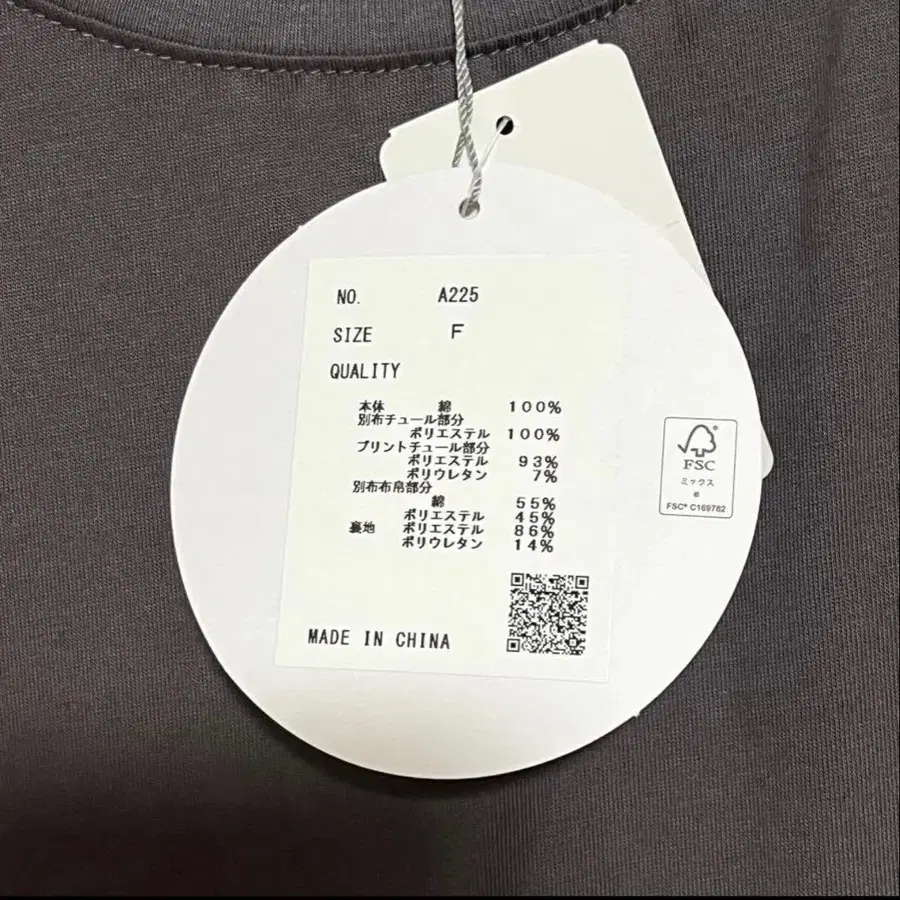 NO. A225
SIZE F
QUALITY
本体 綿 100%
別布チュール部分
ポリエステル 100%
プリントチュール部分
ポリエステル 93%
ポリウレタン 7%
別布布帛部分
綿 55%
ポリエステル 45%
裏地 ポリエステル 86%
ポリウレタン 14%
MADE IN CHINA
FSC
ミックス
紙
FSC® C169782